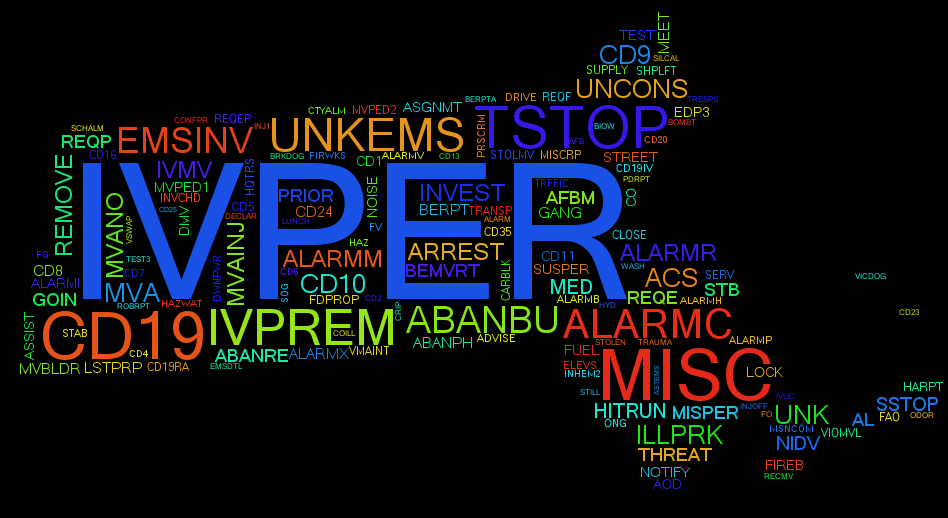 MEET
TEST
CD9
SILCAL
SUPPLY
SHPLFT
UNCONS
TRESPS
BERPTA
DRIVE
REQF
ASGNMT
CTYALM
MVPED2
TSTOP
EDP3
BOMBT
SCHALM
CONFPR
REQEP
INJ1
UNKEMS
PRSCRM
AFB
BIOW
CD20
REQP
EMSINV
CD16
BRKDOG
FIRWKS
CD1
ALARMV
CD13
STOLMV
MISCRP
STREET
CD19IV
PDRPT
REMOVE
IVMV
HQTRS
IVPER
MVPED1
INVCHD
PRIOR
NOISE
INVEST
TRFFIC
AFBM
CO
MVANO
VSWAP
CD25
DMV
CD5
DECLAR
CD24
LUNCH
BERPT
TRANSP
ALARM
GANG
FV
CD35
CLOSE
HAZ
ARREST
ALARMR
FG
TEST3
DWNPWR
MVAINJ
ALARMM
CD11
SUSPER
WASH
CD8
CD7
CD6
BEMVRT
CARBLK
ACS
SERV
VICDOG
ALARMI
MVA
SOG
CD10
MED
STB
GOIN
HAZWAT
ROBRPT
FDPROP
CD2
CRIP
ALARMB
HYD
REQE
ALARMH
CD23
ASSIST
CD19
IVPREM
ABANBU
ALARMC
STAB
COLL
ABANPH
ADVISE
STOLEN
TRAUMA
ALARMP
CD4
ABANRE
ALARMX
VMAINT
FUEL
MVBLDR
LSTPRP
CD19RA
EMSDTL
ELEVS
INHEM2
MISC
ASTEMS
LOCK
STILL
HARPT
IVLIC
HITRUN
MISPER
INJOFF
FO
UNK
SSTOP
AL
FAO
ODOR
ONG
MSNCOM
VIOMVL
ILLPRK
NIDV
THREAT
FIREB
NOTIFY
RECMV
AOD